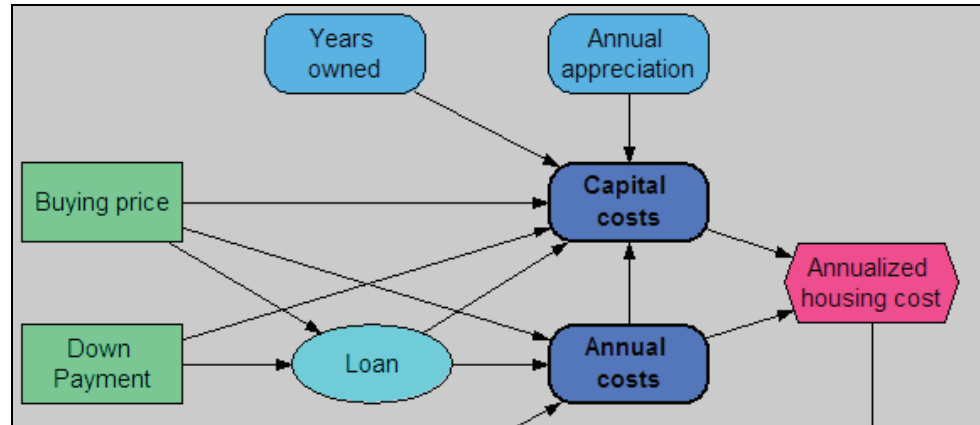 Years
owned
Annual
appreciation
Buying price
Capital
costs
Annualized
housing cost
Down
Payment
Loan
Annual
costs